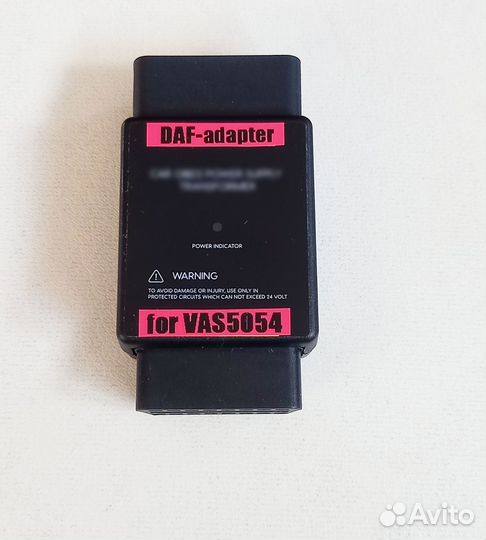 DAF-adapter
POWER INDICATOR
WARNING
TO AVOID DAMAGE OR INJURY, USE ONLY IN
PROTECTED CIRCUITS WHICH CAN NOT EXCEED 24 VOLT
for VAS5054
Avito